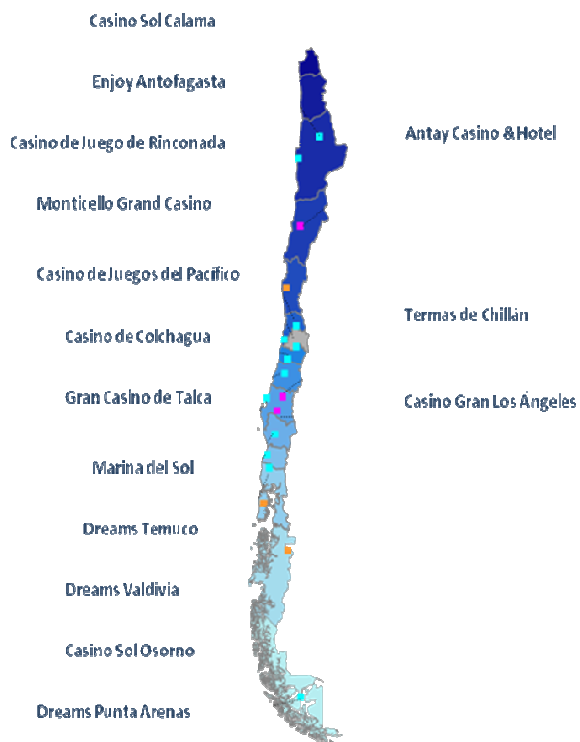 Casino Sol Calama
Enjoy Antofagasta
Casino de Juego de Rinconada
Antay Casino & Hotel
Monticello Grand Casino
Casino de Juegos del Pacífico
Termas de Chillán
Casino de Colchagua
Gran Casino de Talca
Casino Gran Los Ángeles
Marina del Sol
Dreams Temuco
Dreams Valdivia
Casino Sol Osorno
Dreams Punta Arenas